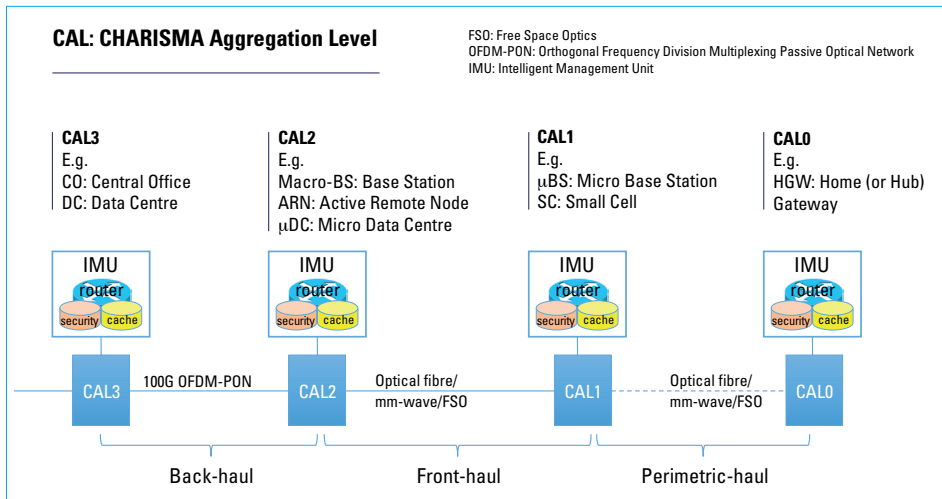 CAL: CHARISMA Aggregation Level
FSO: Free Space Optics
OFDM-PON: Orthogonal Frequency Division Multiplexing Passive Optical Network
IMU: Intelligent Management Unit
CAL3
E.g.
CO: Central Office
DC: Data Centre
CAL2
E.g.
Macro-BS: Base Station
ARN: Active Remote Node
µDC: Micro Data Centre
CAL1
E.g.
µBS: Micro Base Station
SC: Small Cell
CAL0
E.g.
HGW: Home (or Hub)
Gateway
IMU
router
security cache
IMU
router
security cache
IMU
router
security cache
IMU
router
security cache
CAL3
100G OFDM-PON
CAL2
Optical fibre/
mm-wave/FSO
CAL1
Optical fibre/
mm-wave/FSO
CAL0
Back-haul
Front-haul
Perimetric-haul